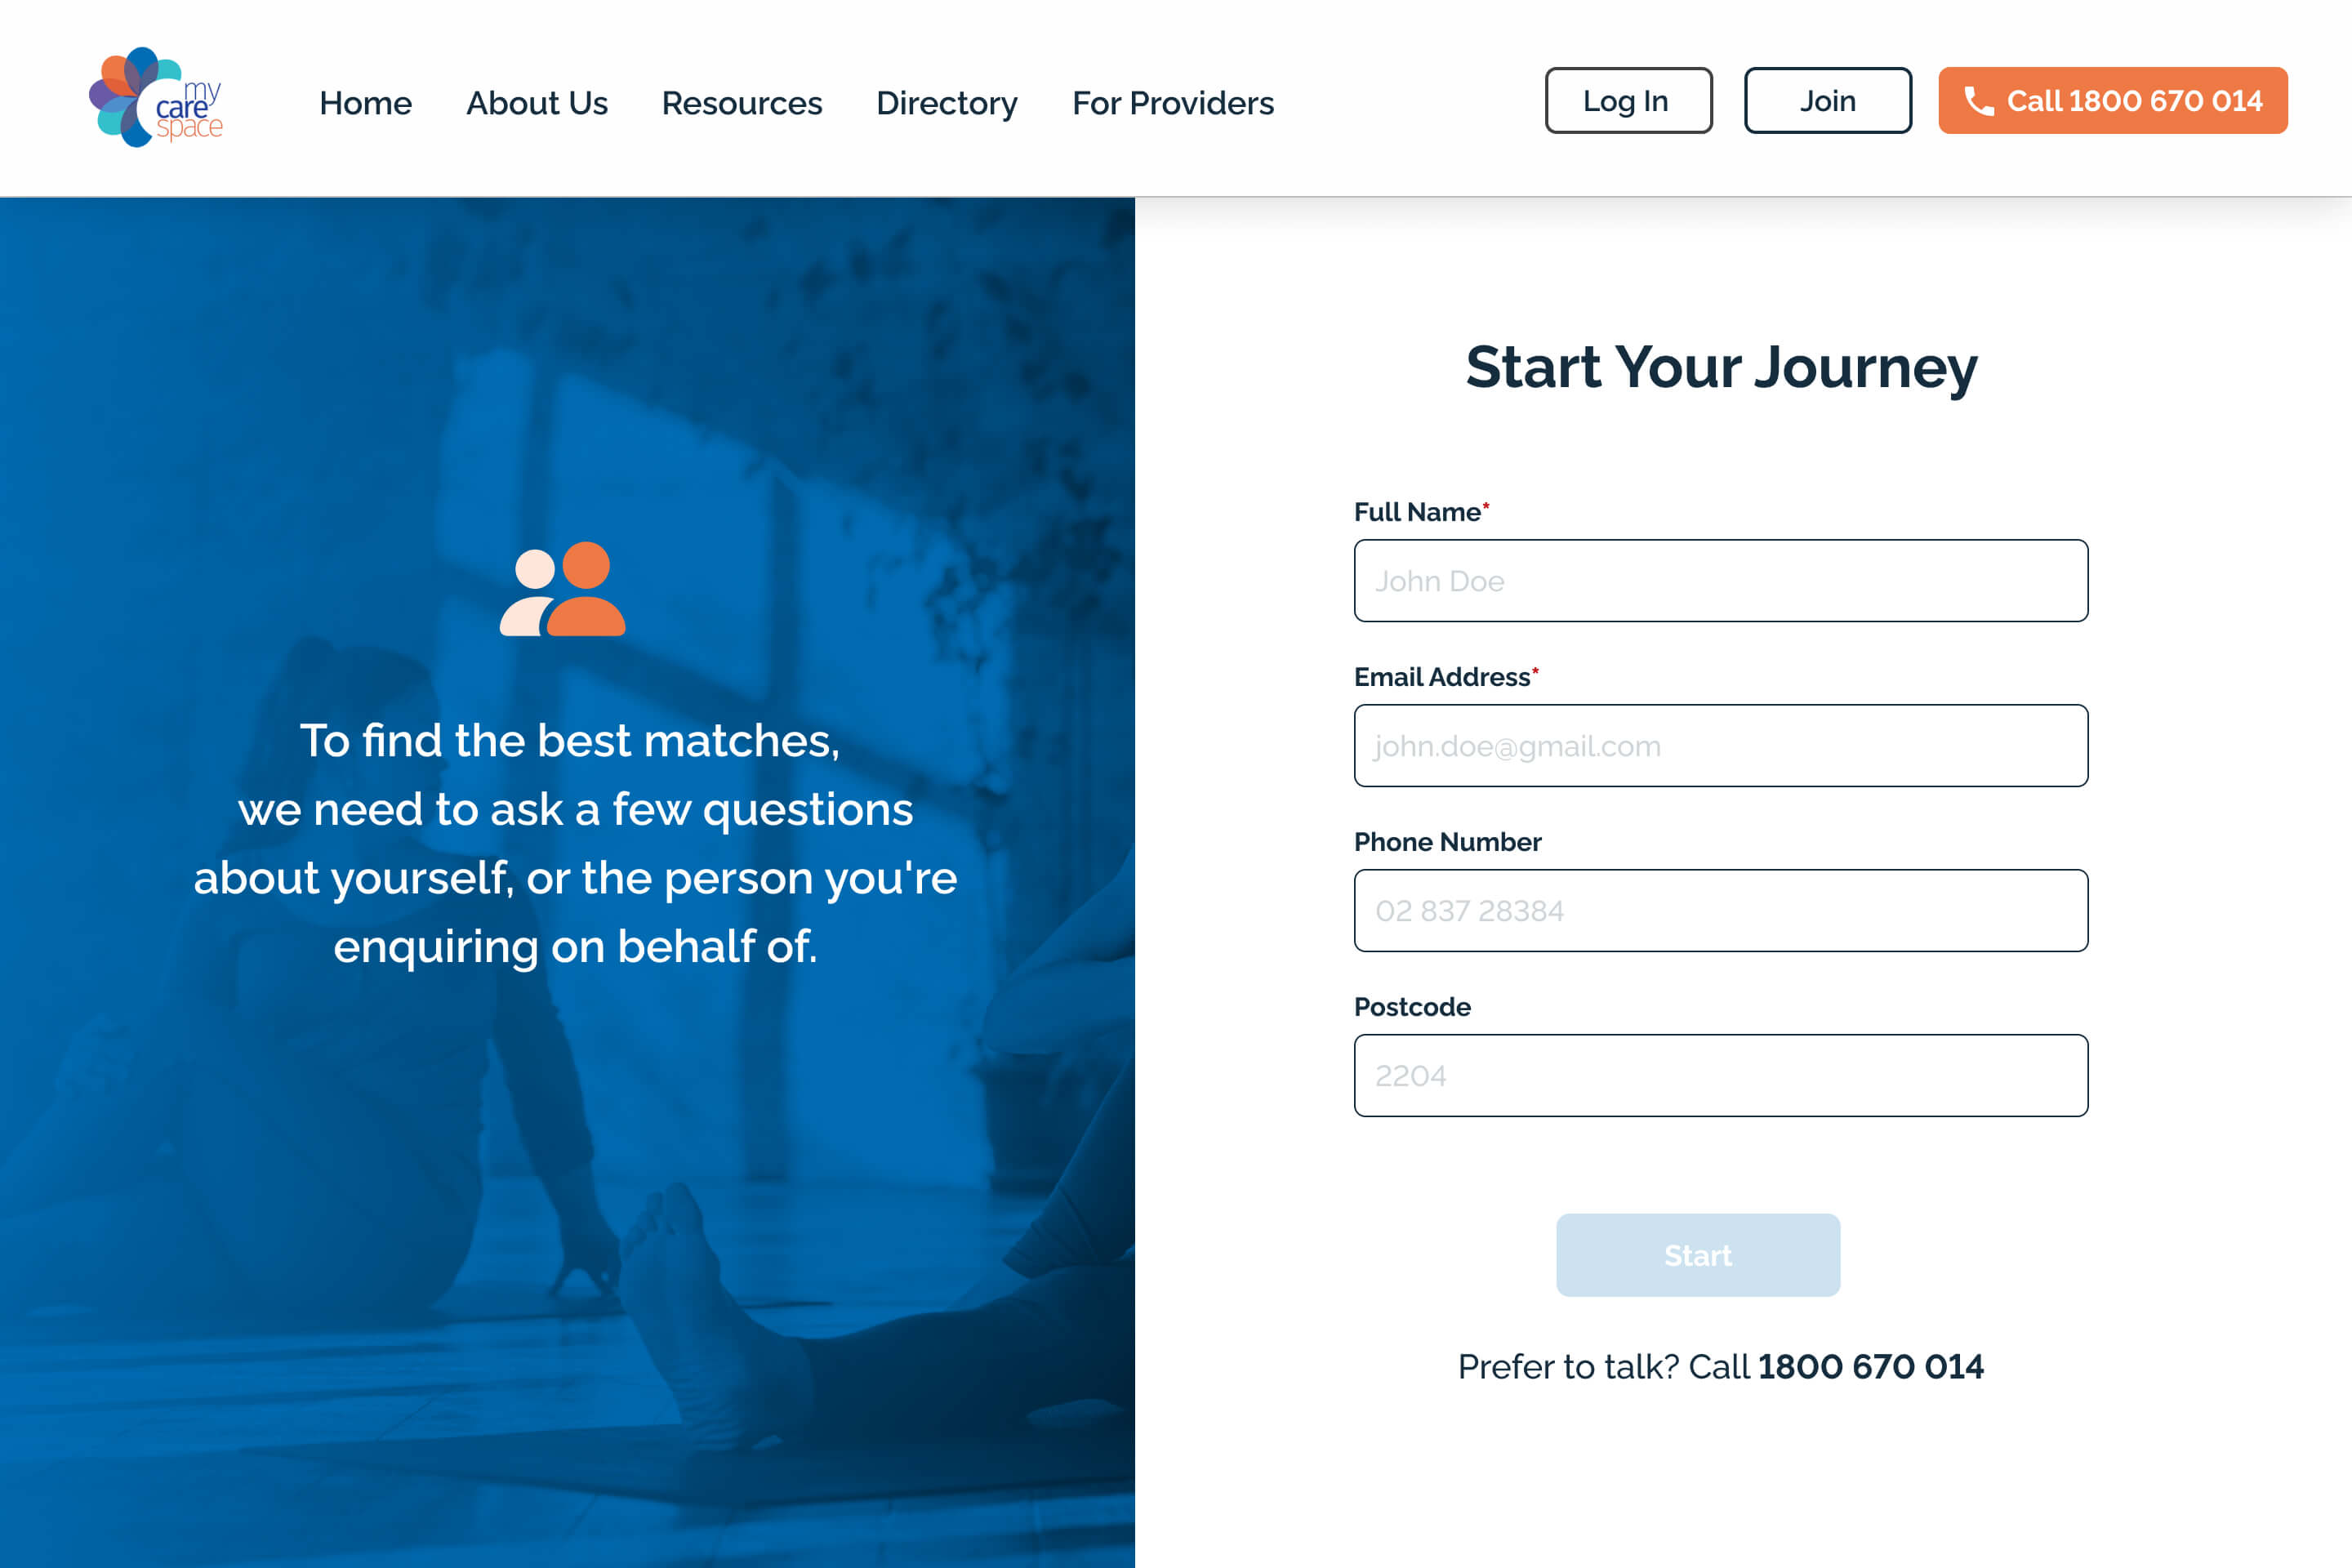 my
care
space
Home About Us Resources Directory For Providers Log In Join Call 1800 670 014
To find the best matches,
we need to ask a few questions
about yourself, or the person you're
enquiring on behalf of.
Start Your Journey
Full Name*
John Doe
Email Address*
john.doe@gmail.com
Phone Number
02 837 28384
Postcode
2204
Start
Prefer to talk? Call 1800 670 014